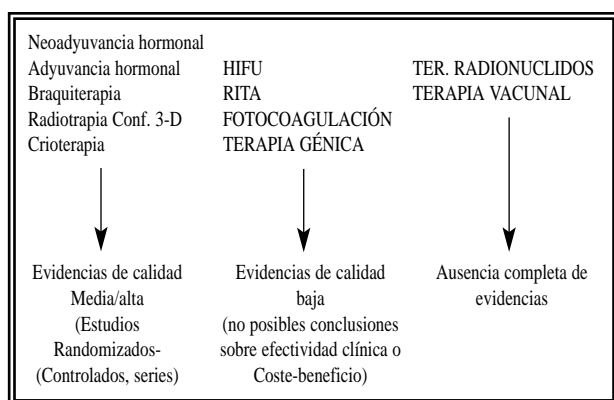 Neoadyuvancia hormonal
Adyuvancia hormonal
Braquiterapia
Radiotrapia Conf. 3-D
Crioterapia
HIFU
RITA
FOTOCOAGULACIÓN
TERAPIA GÉNICA
TER. RADIONUCLIDOS
TERAPIA VACUNAL
Evidencias de calidad
Media/alta
(Estudios
Randomizados-
(Controlados, series)
Evidencias de calidad
baja
(no posibles conclusiones
sobre efectividad clínica o
Coste-beneficio)
Ausencia completa de
evidencias